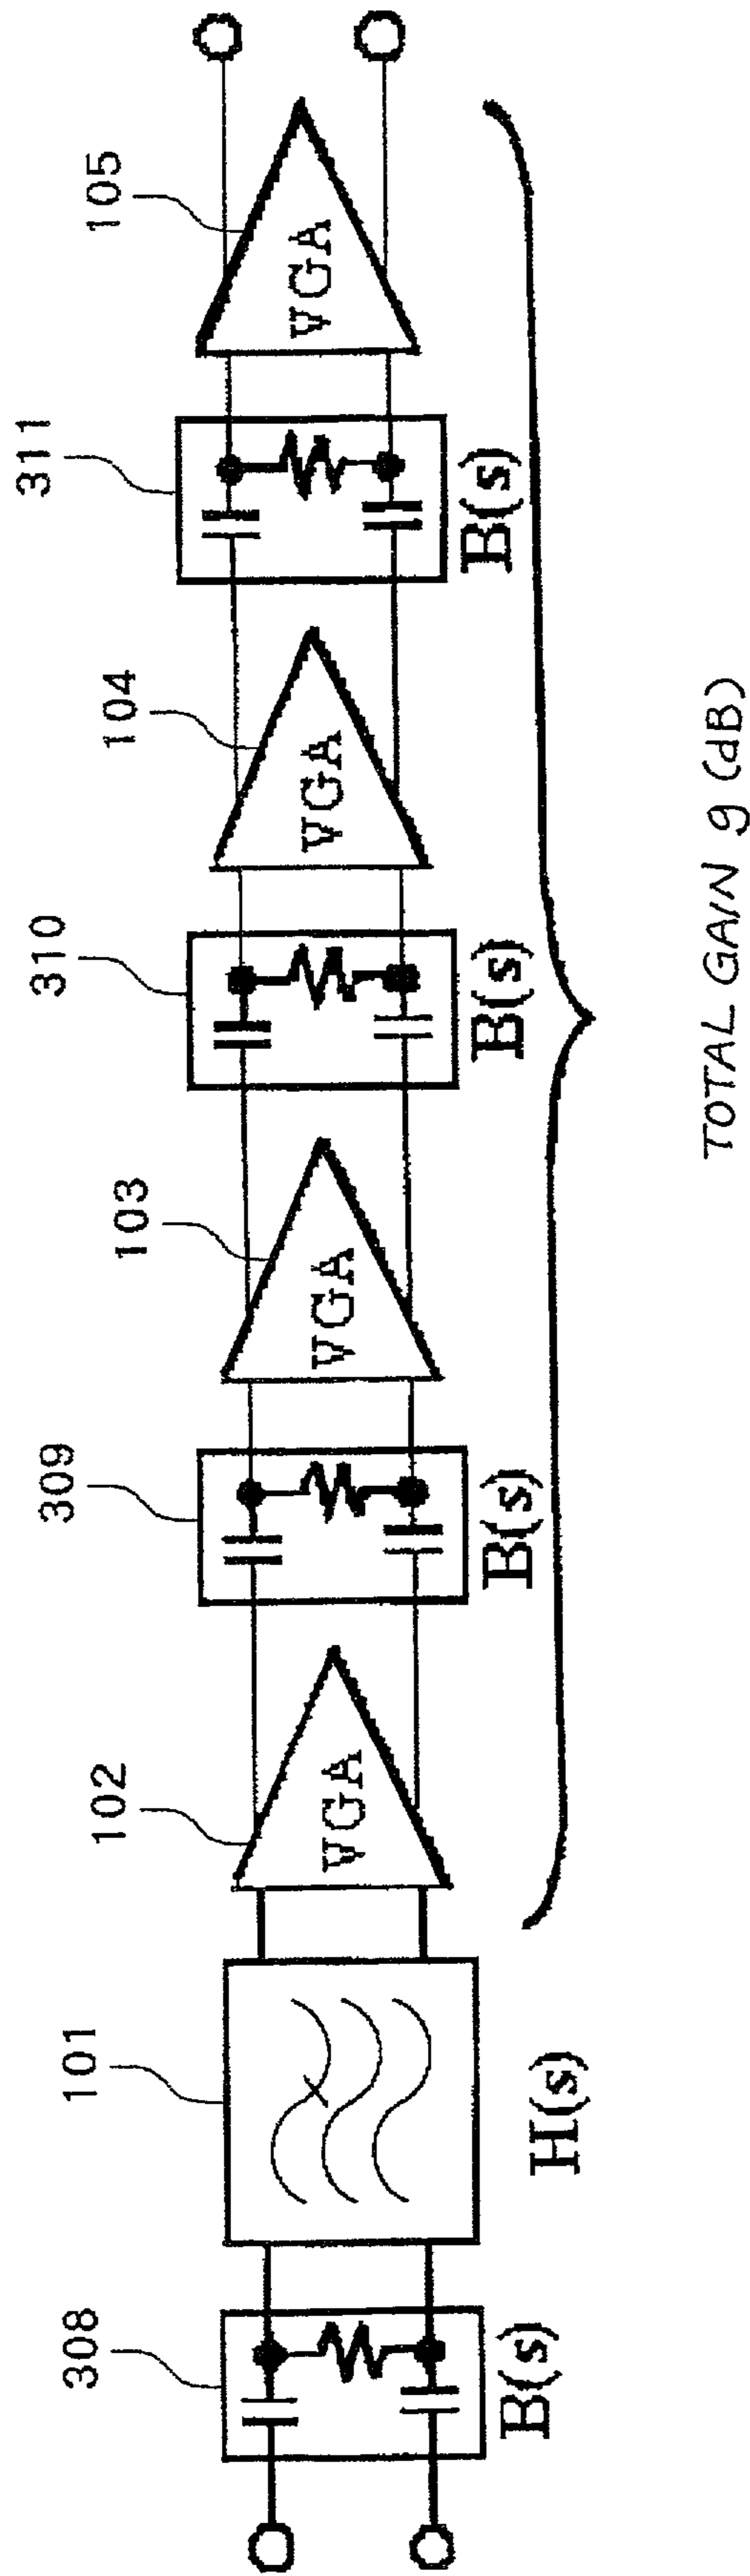 308
101
102
309
103
310
104
311
105
VGA
VGA
VGA
VGA
B(s)
H(s)
B(s)
B(s)
B(s)
TOTAL GAIN g (dB)